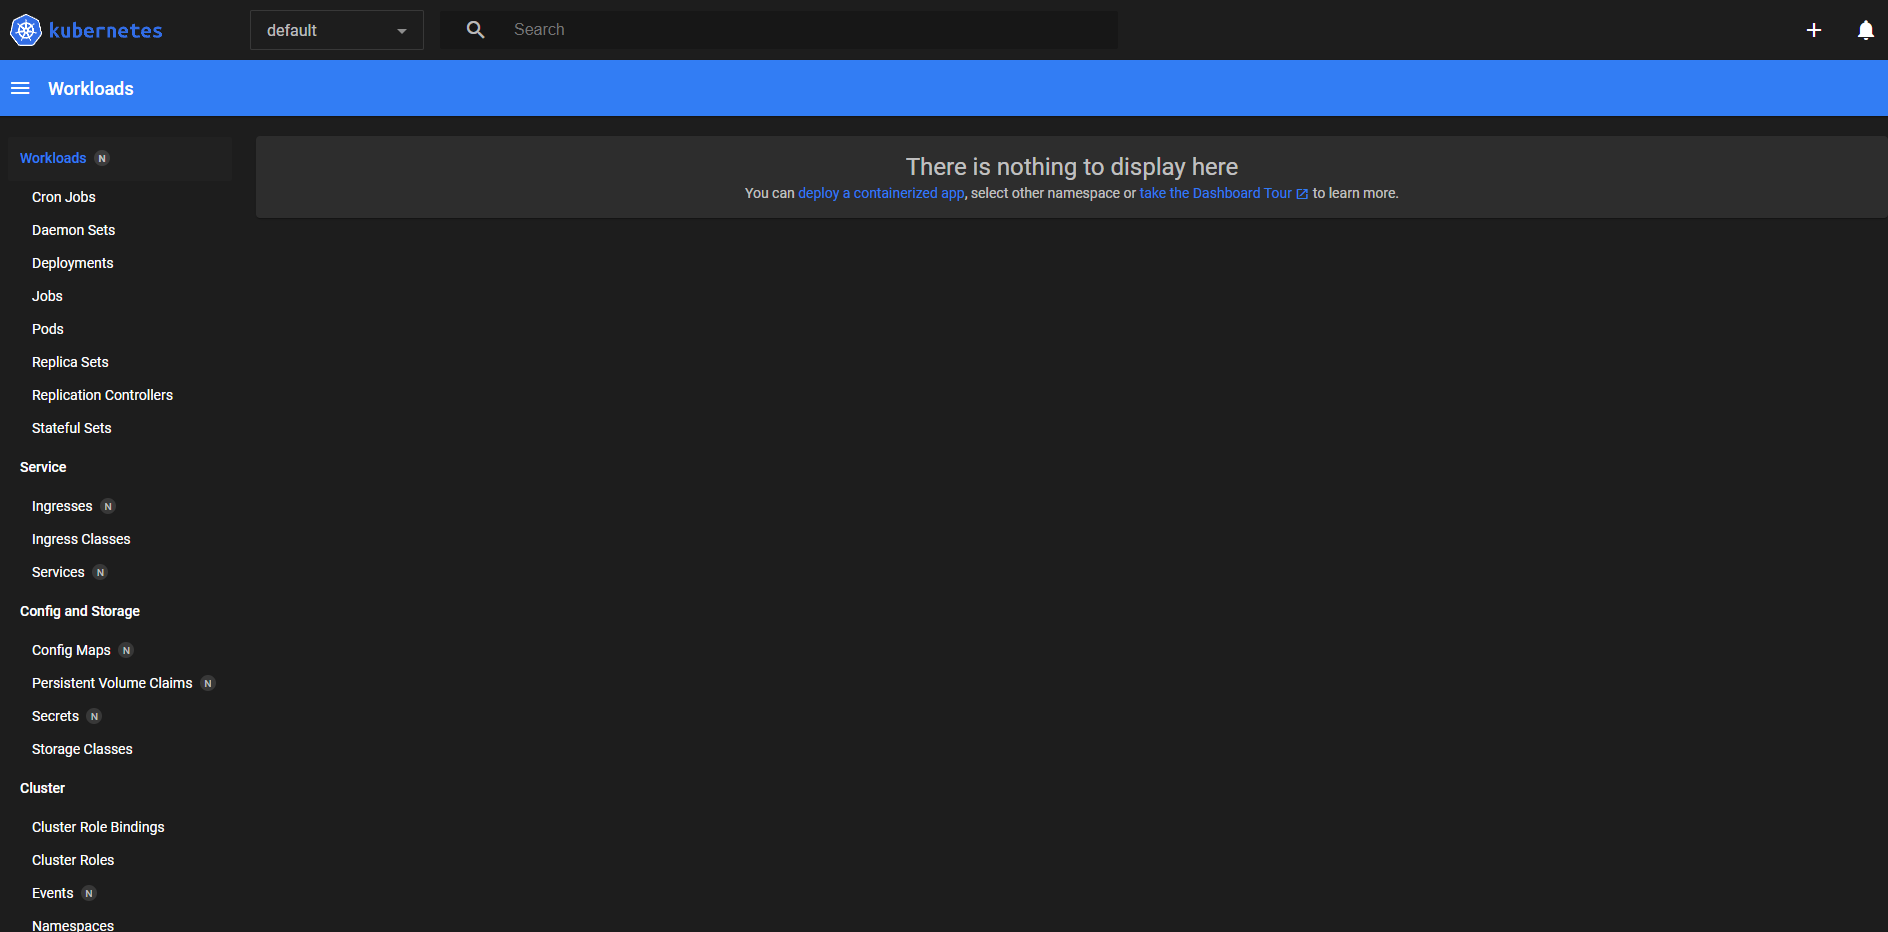 kubernetes
default
Search
Workloads
Workloads N
Cron Jobs
Daemon Sets
Deployments
Jobs
Pods
Replica Sets
Replication Controllers
Stateful Sets
Service
Ingresses N
Ingress Classes
Services N
Config and Storage
Config Maps N
Persistent Volume Claims N
Secrets N
Storage Classes
Cluster
Cluster Role Bindings
Cluster Roles
Events N
Namespaces
There is nothing to display here
You can deploy a containerized app, select other namespace or take the Dashboard Tour to learn more.